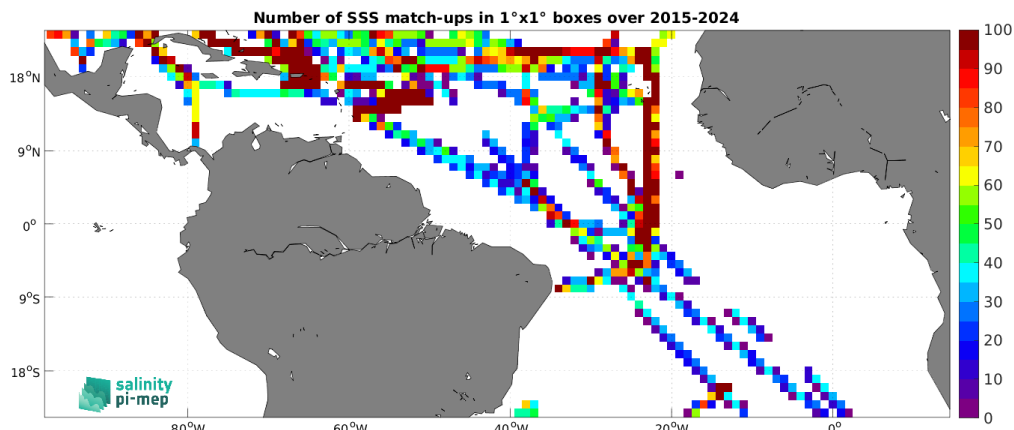 Number of SSS match-ups in 1°x1° boxes over 2015-2024
100
90
80
70
60
50
40
30
20
10
0
18°N
9°N
0°
9°S
18°S
salinity
pi-mep
80°W
60°W
40°W
20°W
0°